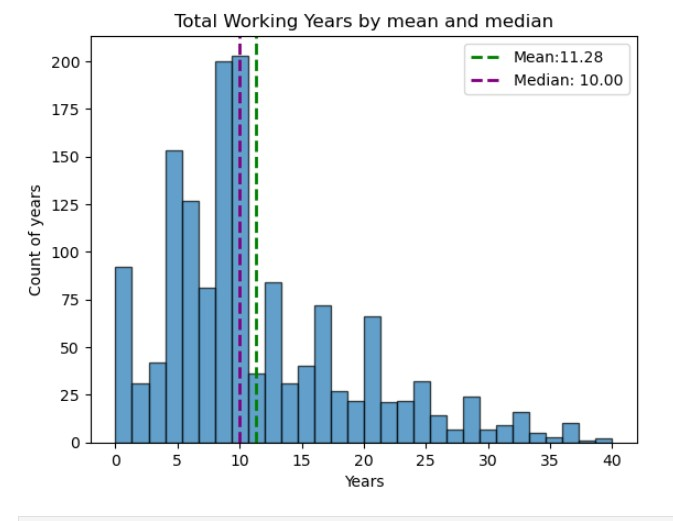 Total Working Years by mean and median
Mean:11.28
Median: 10.00
Count of years
200
175
150
125
100
75
50
25
0
0 5 10 15 20 25 30 35 40
Years